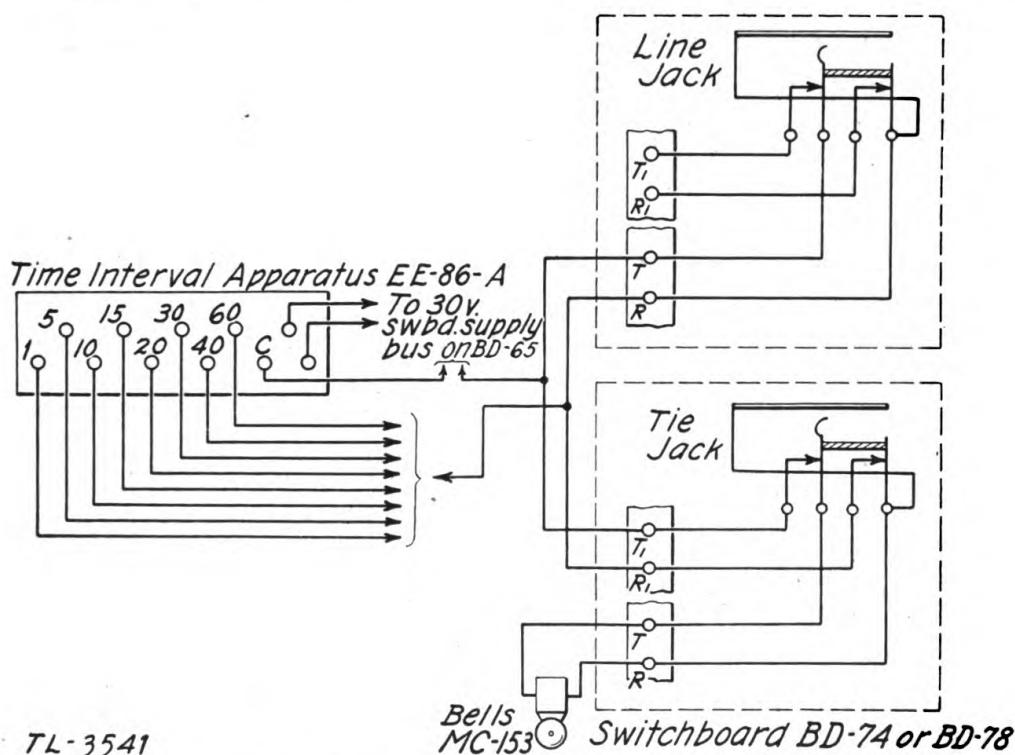 Line
Jack
T1
R1
T
R
Time Interval Apparatus EE-86-A
To 30v.
swbd. supply
bus on BD-65
5 15 30 60
1 10 20 40 C
Tie
Jack
T1
R1
T
R
Bells
MC-153
Switchboard BD-74 or BD-78
TL-3541